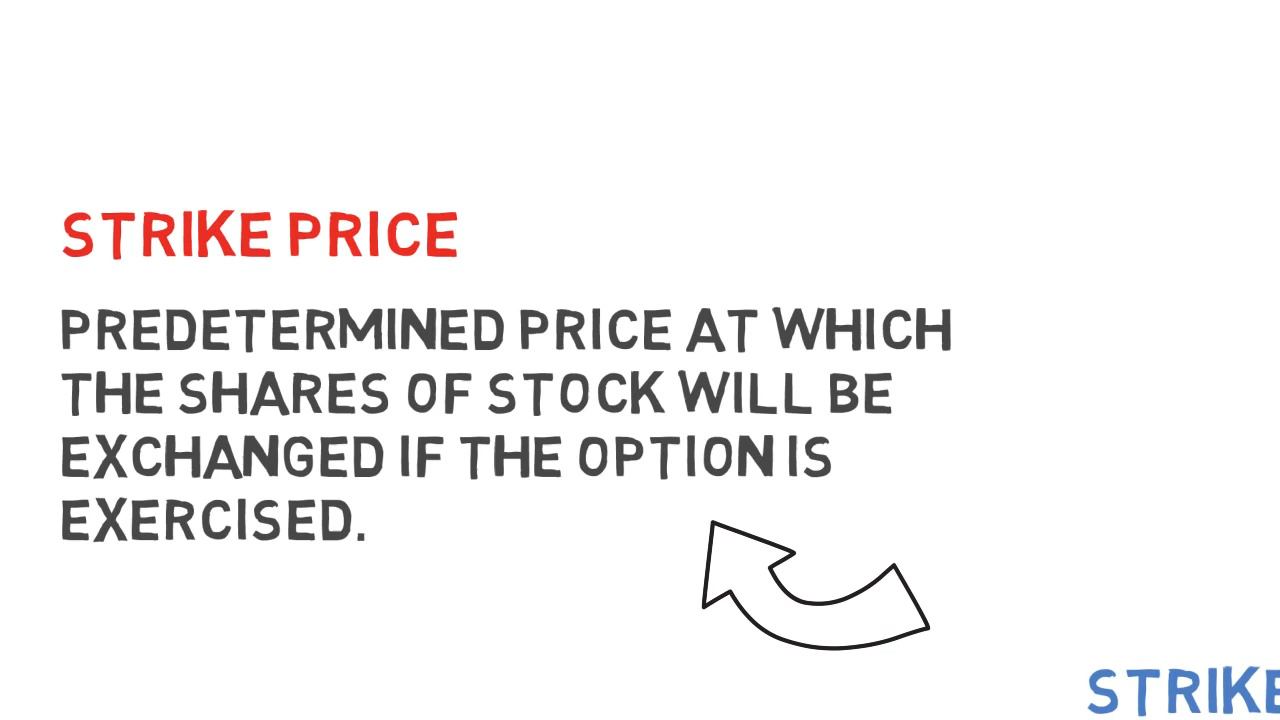 STRIKE PRICE
PREDETERMINED PRICE AT WHICH
THE SHARES OF STOCK WILL BE
EXCHANGED IF THE OPTION IS
EXERCISED.
STRIKE